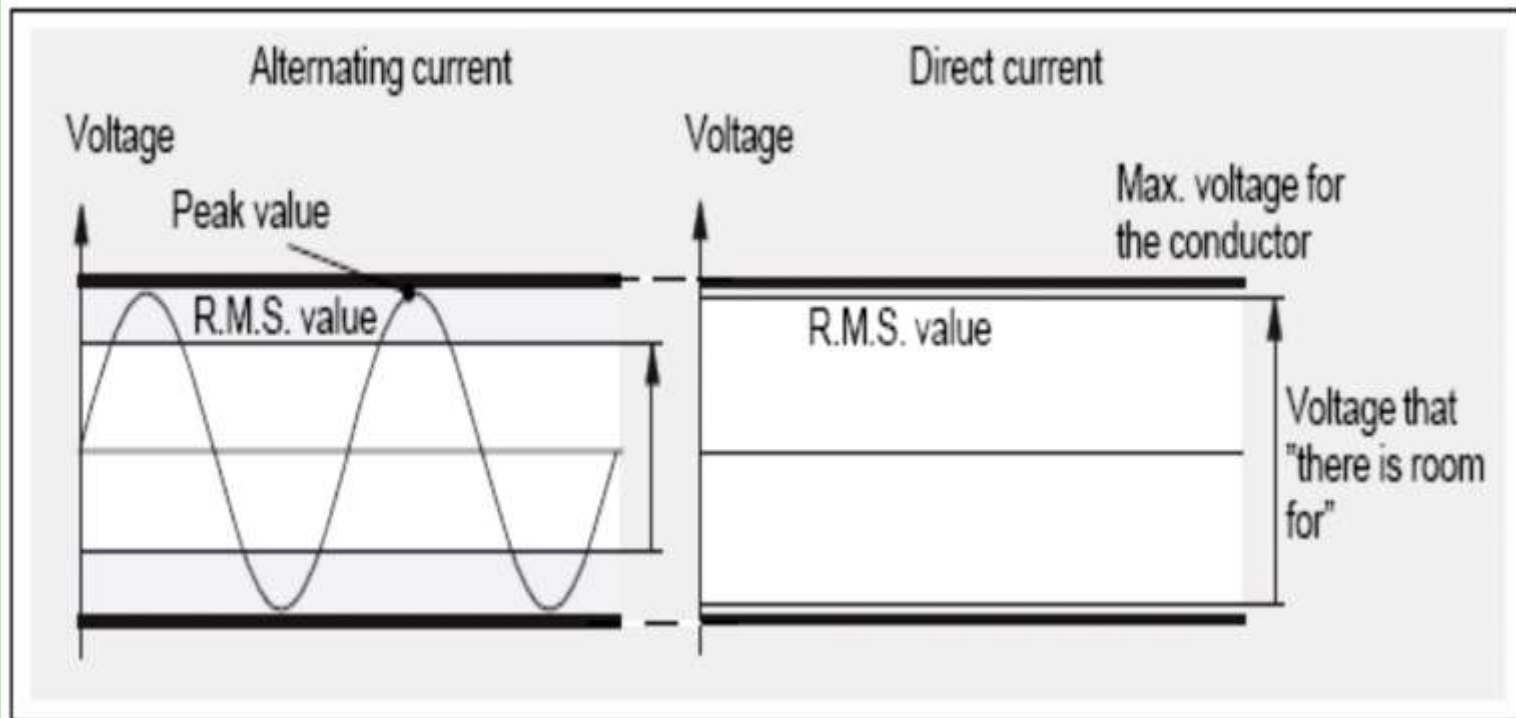 Alternating current
Direct current
Voltage
Voltage
Peak value
Max. voltage for
the conductor
R.M.S. value
R.M.S. value
Voltage that
"there is room
for"